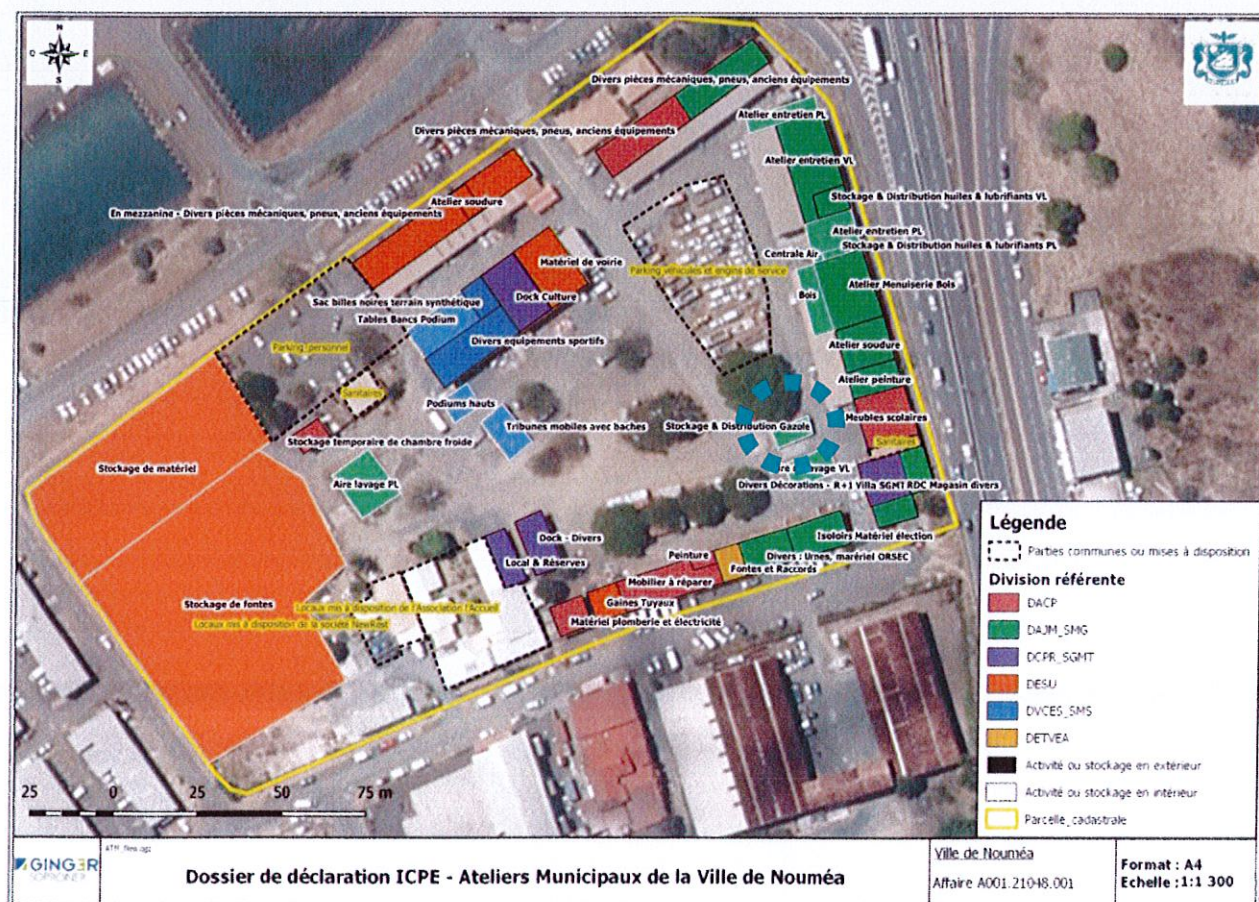 N
O
E
S
Divers pièces mécaniques, pneus, anciens équipements
Atelier entretien PL
Divers pièces mécaniques, pneus, anciens équipements
Atelier entretien VL
Stockage & Distribution huiles & lubrifiants VL
Atelier soudure
En mezzanine - Divers pièces mécaniques, pneus, anciens équipements
Atelier entretien PL
Stockage & Distribution huiles & lubrifiants PL
Centrale Air
Matériel de voirie
Parking véhicules et engins de service
Atelier Menuiserie Bois
Bois
Dock Culture
Sac billes noires terrain synthétique
Tables Bancs Podium
Divers equipements sportifs
Parking personnel
Atelier soudure
Atelier peinture
Sanitaires
Podiums hauts
Meubles scolaires
Tribunes mobiles avec baches
Stockage & Distribution Gazole
Stockage temporaire de chambre froide
Sanitaires
Stockage de matériel
lavage VL
Aire lavage PL
Divers Décorations - R+1 Villa SGMT RDC Magasin divers
Isoloirs Matériel élection
Dock - Divers
Peinture
Divers : Urnes, marériel ORSEC
Local & Réserves
Fontes et Raccords
Mobilier à réparer
Gaines Tuyaux
Stockage de fontes
Locaux mis à disposition de l'Association l'Accueil
Locaux mis à disposition de la société NewRest
Matériel plomberie et électricité
25 0 25 50 75 m
Légende
Parties communes ou mises à disposition
Division référente
DACP
DAJM_SMG
DCPR_SGMT
DESU
DVCES_SMS
DETVEA
Activité ou stockage en extérieur
Activité ou stockage en intérieur
Parcelle_cadastrale
GINGER
SOPRONER
Dossier de déclaration ICPE - Ateliers Municipaux de la Ville de Nouméa
Ville de Nouméa
Affaire A001.21048.001
Format : A4
Echelle : 1:1 300